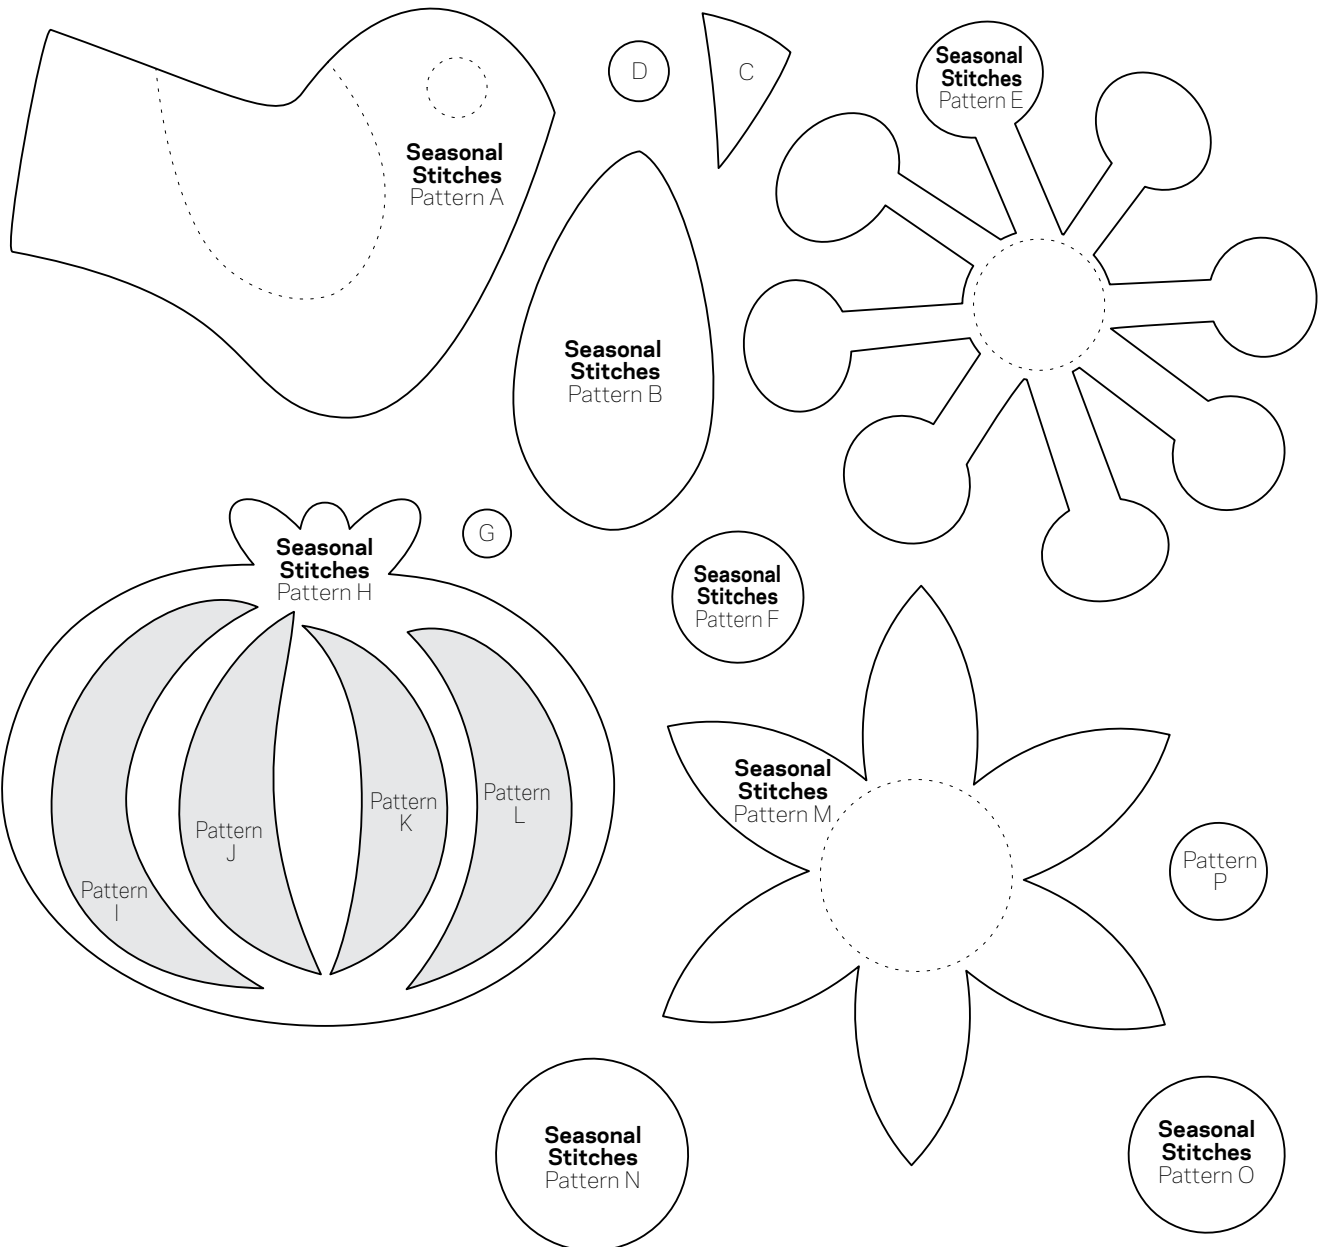 Seasonal
Stitches
Pattern A
D
C
Seasonal
Stitches
Pattern E
Seasonal
Stitches
Pattern B
Seasonal
Stitches
Pattern H
G
Seasonal
Stitches
Pattern F
Pattern
I
Pattern
J
Pattern
K
Pattern
L
Seasonal
Stitches
Pattern M
Pattern
P
Seasonal
Stitches
Pattern N
Seasonal
Stitches
Pattern O